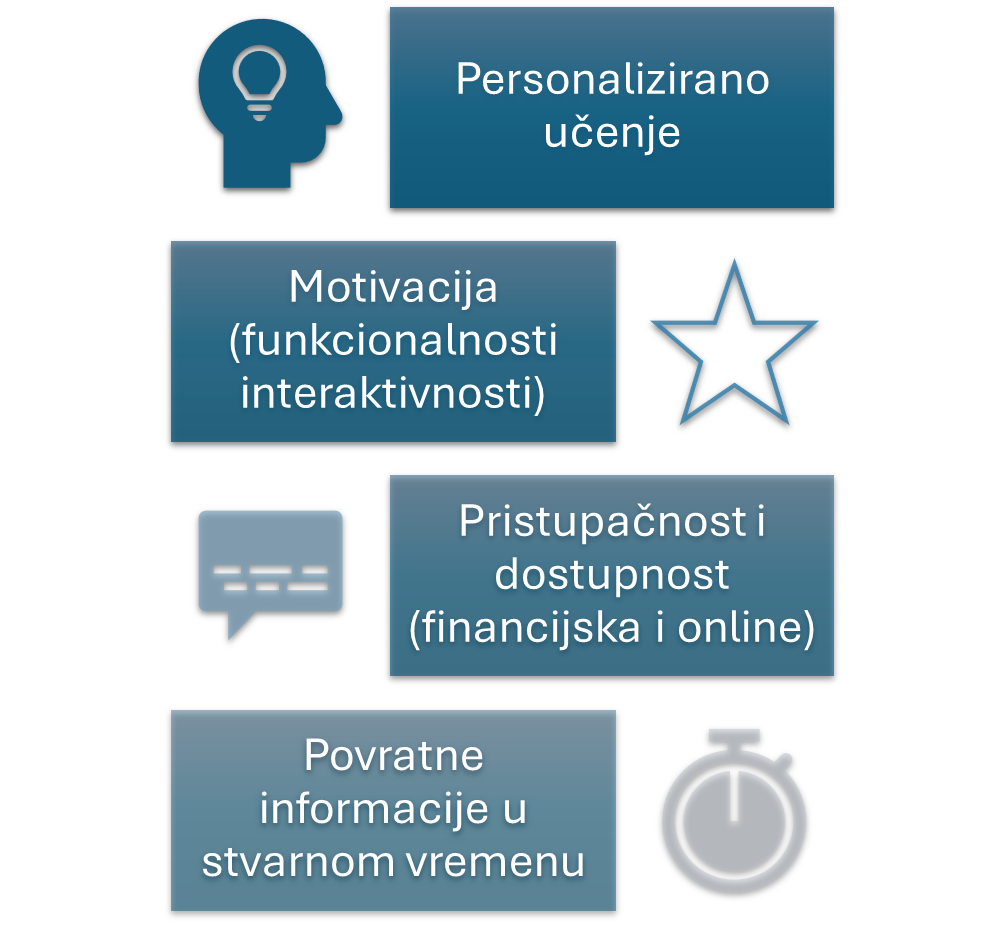 Personalizirano
učenje
Motivacija
(funkcionalnosti
interaktivnosti)
Pristupačnost i
dostupnost
(financijska i online)
Povratne
informacije u
stvarnom vremenu